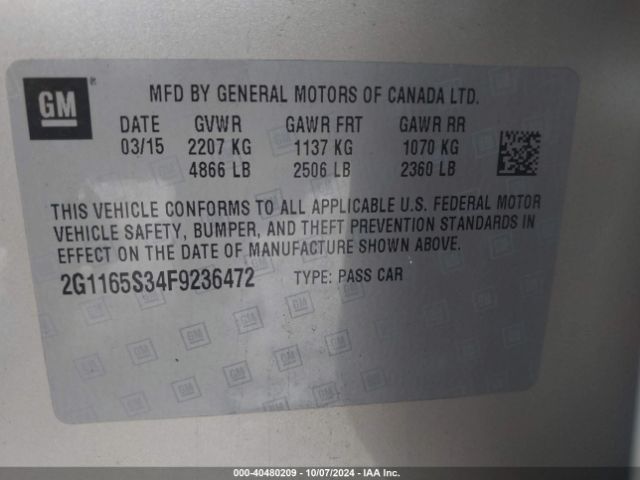 GM
MFD BY GENERAL MOTORS OF CANADA LTD.
DATE GVWR GAWR FRT GAWR RR
03/15 2207 KG 1137 KG 1070 KG
4866 LB 2506 LB 2360 LB
THIS VEHICLE CONFORMS TO ALL APPLICABLE U.S. FEDERAL MOTOR
VEHICLE SAFETY, BUMPER, AND THEFT PREVENTION STANDARDS IN
EFFECT ON THE DATE OF MANUFACTURE SHOWN ABOVE.
2G1165S34F9236472 TYPE: PASS CAR
000-40480209 - 10/07/2024 - IAA Inc.